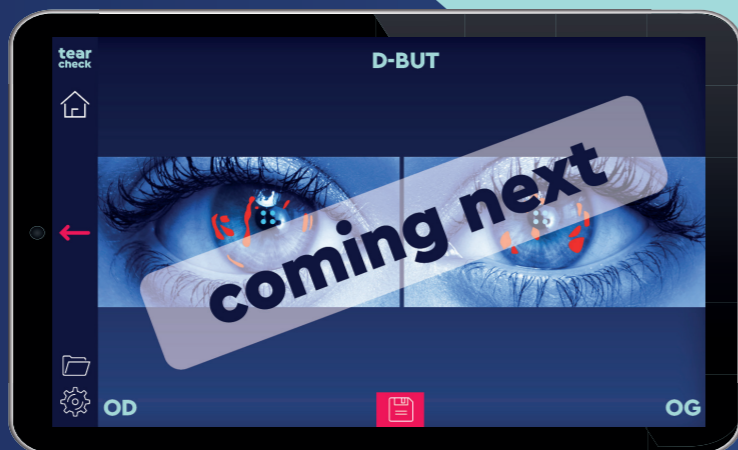 tear
check
D-BUT
coming next
OD
OG